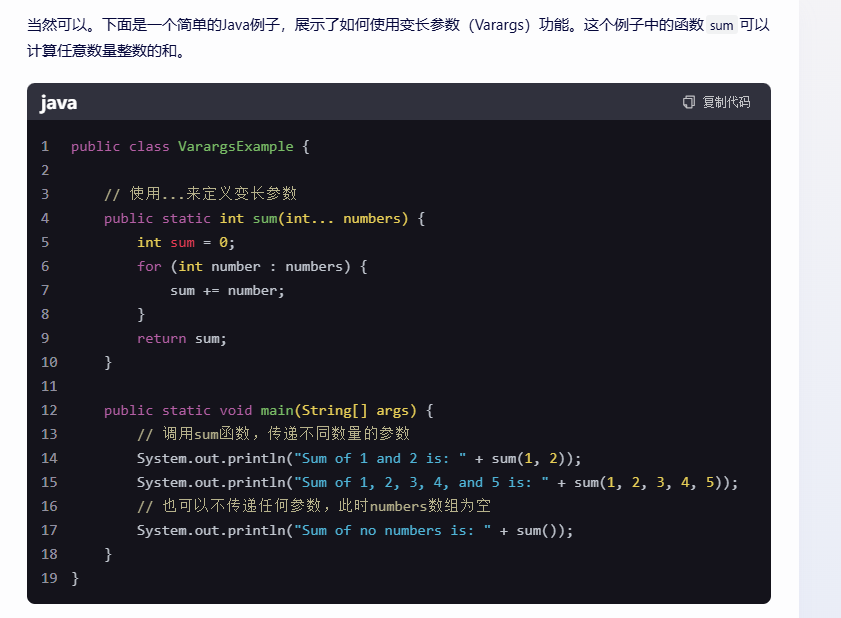 当然可以。下面是一个简单的Java例子，展示了如何使用变长参数（Varargs）功能。这个例子中的函数 sum 可以
计算任意数量整数的和。
java 复制代码
1 public class VarargsExample {
2
3     // 使用...来定义变长参数
4     public static int sum(int... numbers) {
5         int sum = 0;
6         for (int number : numbers) {
7             sum += number;
8         }
9         return sum;
10     }
11
12     public static void main(String[] args) {
13         // 调用sum函数，传递不同数量的参数
14         System.out.println("Sum of 1 and 2 is: " + sum(1, 2));
15         System.out.println("Sum of 1, 2, 3, 4, and 5 is: " + sum(1, 2, 3, 4, 5));
16         // 也可以不传递任何参数，此时numbers数组为空
17         System.out.println("Sum of no numbers is: " + sum());
18     }
19 }